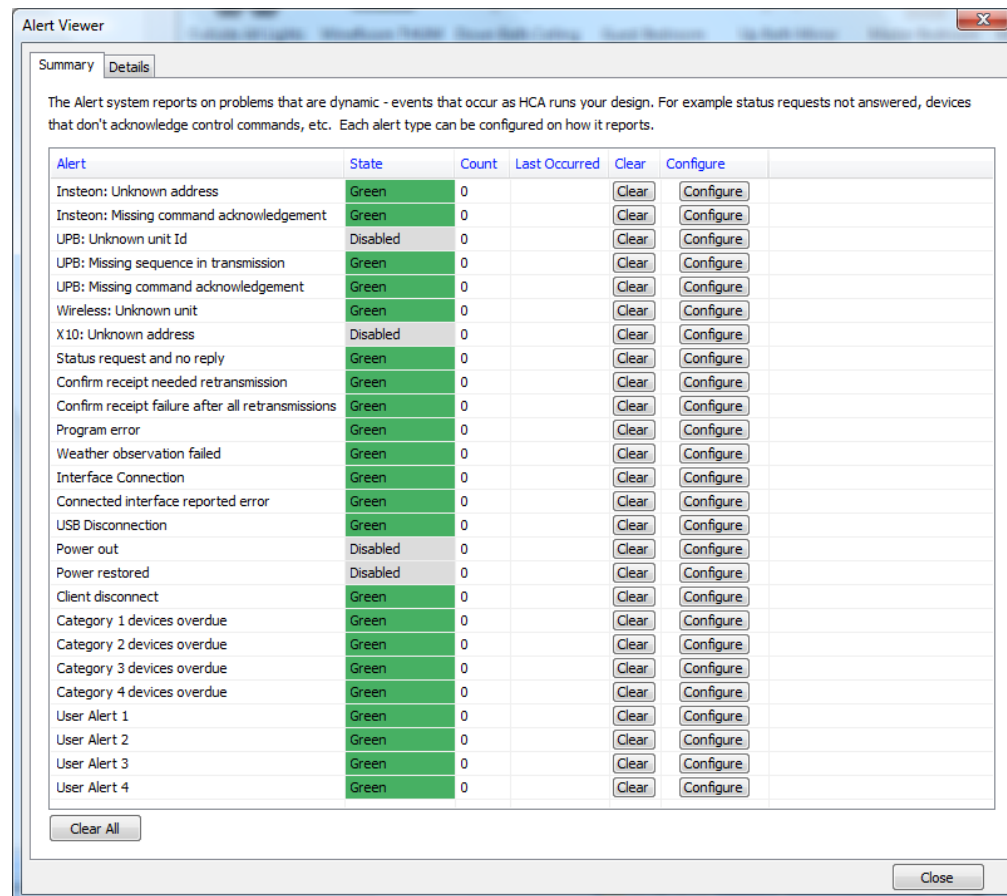 Alert Viewer
Summary Details
The Alert system reports on problems that are dynamic - events that occur as HCA runs your design. For example status requests not answered, devices
that don't acknowledge control commands, etc. Each alert type can be configured on how it reports.
Alert State Count Last Occurred Clear Configure
Insteon: Unknown address Green 0 Clear Configure
Insteon: Missing command acknowledgement Green 0 Clear Configure
UPB: Unknown unit Id Disabled 0 Clear Configure
UPB: Missing sequence in transmission Green 0 Clear Configure
UPB: Missing command acknowledgement Green 0 Clear Configure
Wireless: Unknown unit Green 0 Clear Configure
X10: Unknown address Disabled 0 Clear Configure
Status request and no reply Green 0 Clear Configure
Confirm receipt needed retransmission Green 0 Clear Configure
Confirm receipt failure after all retransmissions Green 0 Clear Configure
Program error Green 0 Clear Configure
Weather observation failed Green 0 Clear Configure
Interface Connection Green 0 Clear Configure
Connected interface reported error Green 0 Clear Configure
USB Disconnection Green 0 Clear Configure
Power out Disabled 0 Clear Configure
Power restored Disabled 0 Clear Configure
Client disconnect Green 0 Clear Configure
Category 1 devices overdue Green 0 Clear Configure
Category 2 devices overdue Green 0 Clear Configure
Category 3 devices overdue Green 0 Clear Configure
Category 4 devices overdue Green 0 Clear Configure
User Alert 1 Green 0 Clear Configure
User Alert 2 Green 0 Clear Configure
User Alert 3 Green 0 Clear Configure
User Alert 4 Green 0 Clear Configure
Clear All
Close